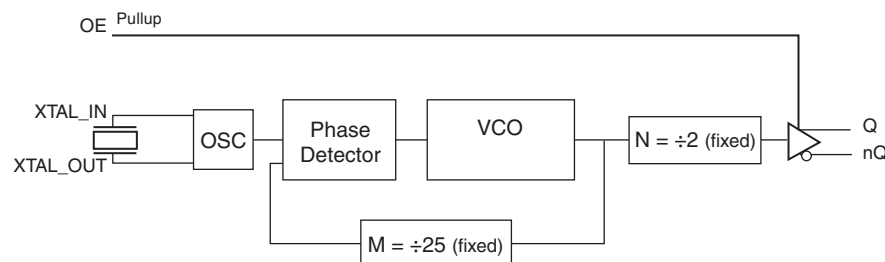 OE Pullup
XTAL_IN
OSC
Phase
Detector
VCO
N = ÷2 (fixed)
Q
nQ
XTAL_OUT
M = ÷25 (fixed)